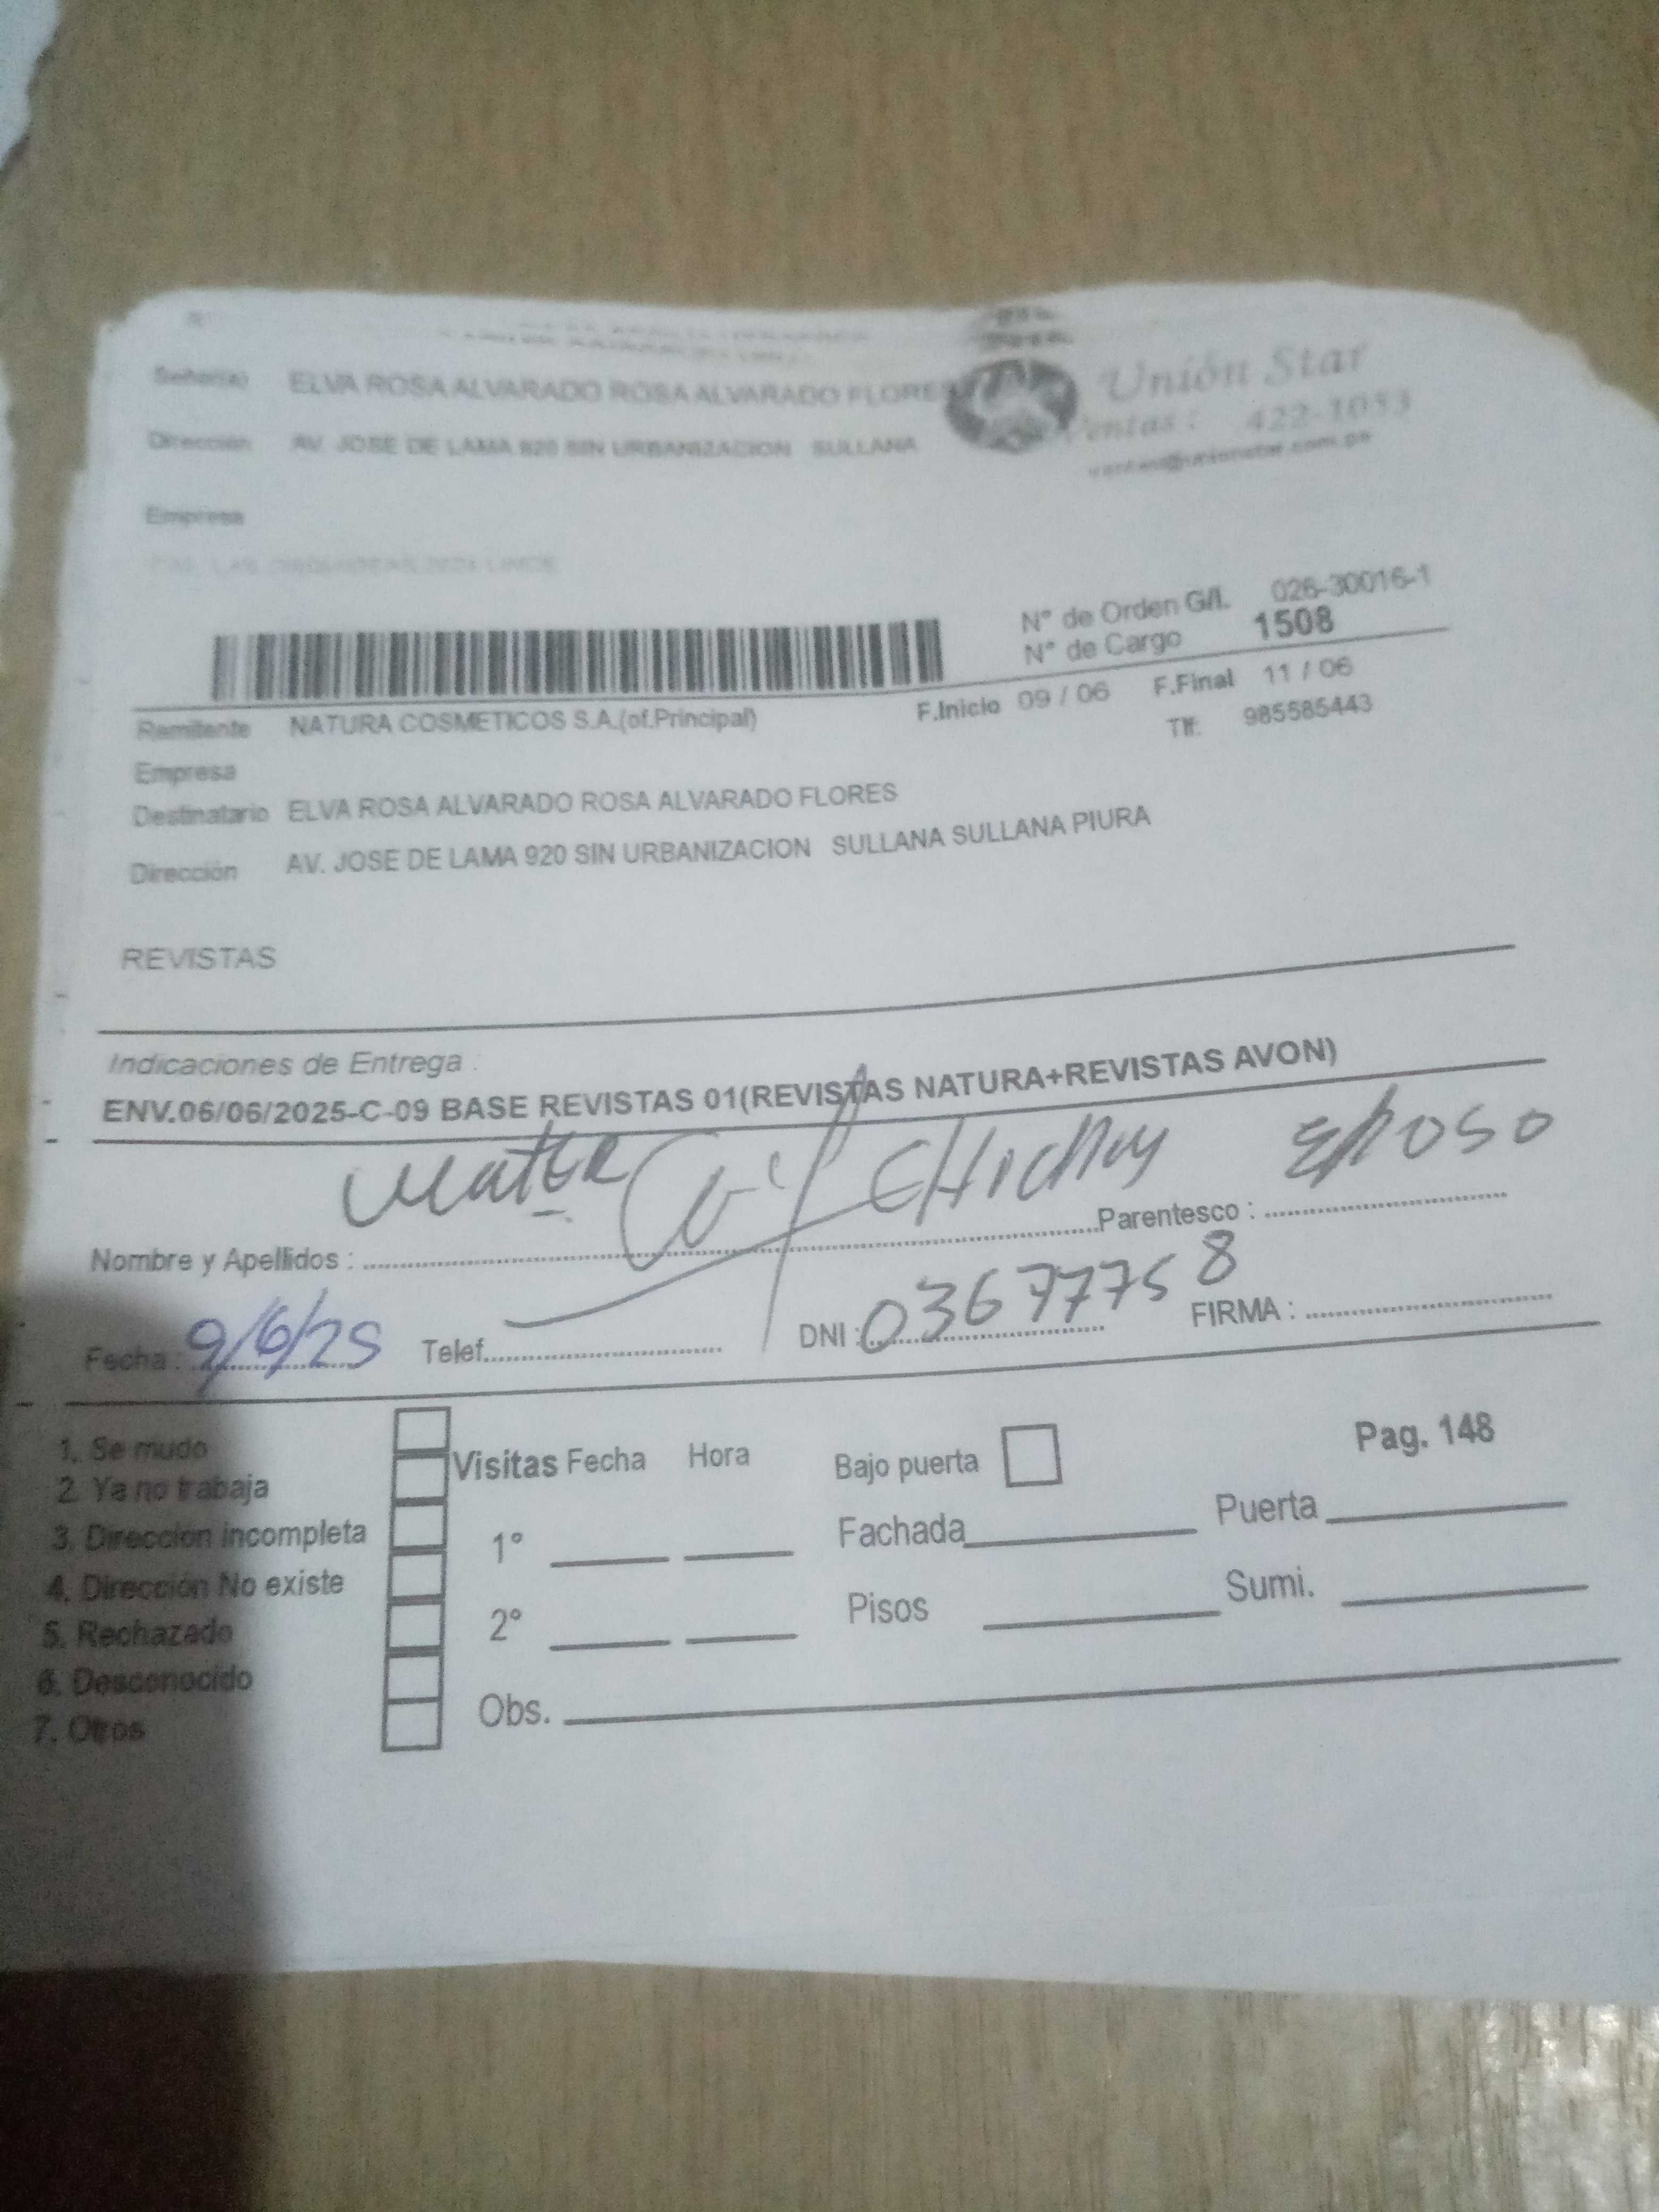 Señor(a) ELVA ROSA ALVARADO ROSA ALVARADO FLORES
Unión Star
Ventas : 422-1053
ventas@unionstar.com.pe
Dirección AV. JOSE DE LAMA 920 SIN URBANIZACION SULLANA
Empresa
N° de Orden G/I. 026-30016-1
N° de Cargo 1508
F.Inicio 09 / 06 F.Final 11 / 06
Remitente NATURA COSMETICOS S.A.(of.Principal)
Tlf: 985585443
Empresa
Destinatario ELVA ROSA ALVARADO ROSA ALVARADO FLORES
Dirección AV. JOSE DE LAMA 920 SIN URBANIZACION SULLANA SULLANA PIURA
REVISTAS
Indicaciones de Entrega :
ENV.06/06/2025-C-09 BASE REVISTAS 01(REVISTAS NATURA+REVISTAS AVON)
Nombre y Apellidos : Parentesco : Esposo
Fecha : 9/6/25 Telef. DNI : 03677758 FIRMA :
1. Se mudo
2. Ya no trabaja
3. Dirección incompleta
4. Dirección No existe
5. Rechazado
6. Desconocido
7. Otros
Visitas Fecha Hora
1°
2°
Obs.
Bajo puerta
Pag. 148
Fachada Puerta
Pisos Sumi.